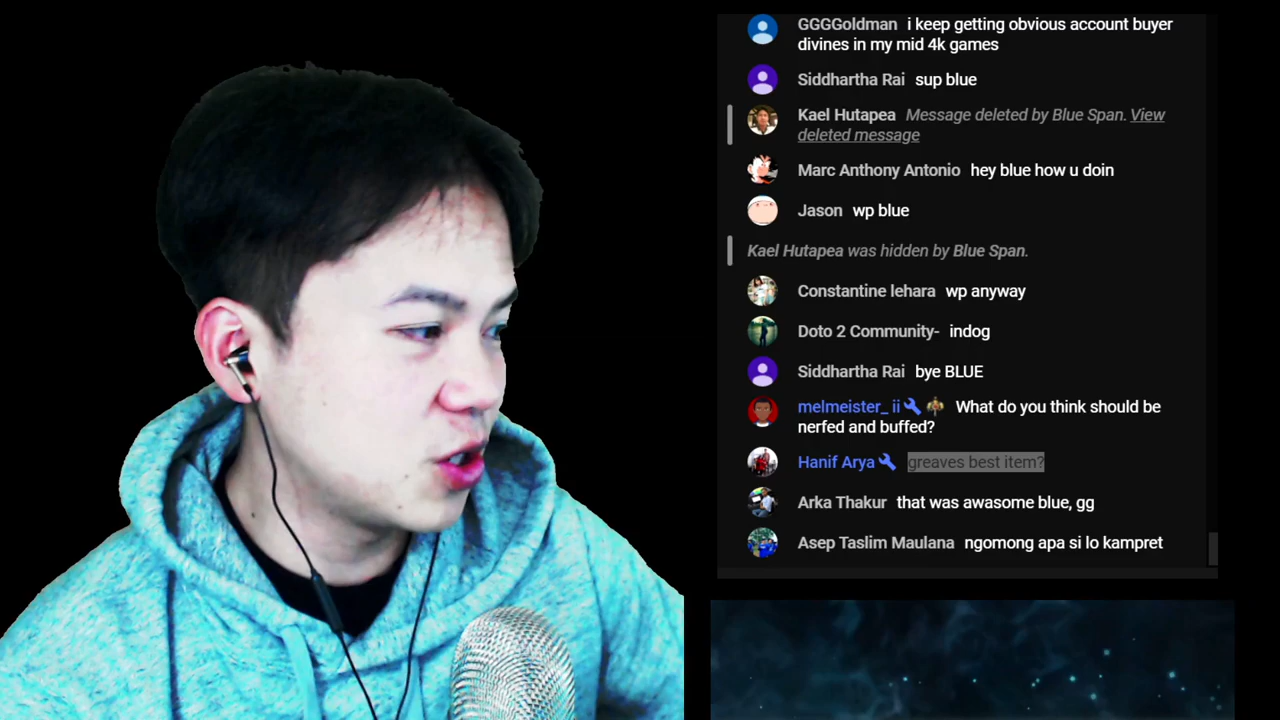 GGGGoldman i keep getting obvious account buyer
divines in my mid 4k games
Siddhartha Rai sup blue
Kael Hutapea Message deleted by Blue Span. View
deleted message
Marc Anthony Antonio hey blue how u doin
Jason wp blue
Kael Hutapea was hidden by Blue Span.
Constantine lehara wp anyway
Doto 2 Community- indog
Siddhartha Rai bye BLUE
melmeister_ ii What do you think should be
nerfed and buffed?
Hanif Arya greaves best item?
Arka Thakur that was awasome blue, gg
Asep Taslim Maulana ngomong apa si lo kampret